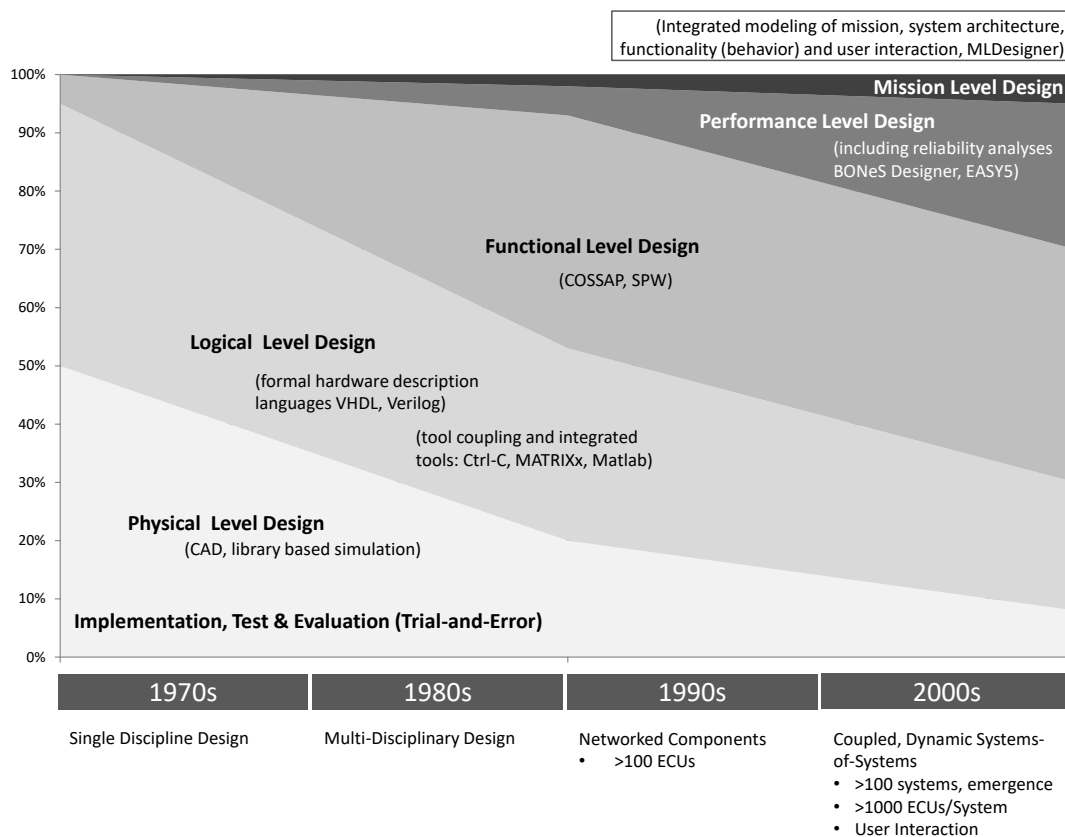 (Integrated modeling of mission, system architecture,
functionality (behavior) and user interaction, MLDesigner)
100%
Mission Level Design
90%
Performance Level Design
(including reliability analyses
BONeS Designer, EASY5)
80%
70%
Functional Level Design
(COSSAP, SPW)
60%
Logical Level Design
50%
(formal hardware description
languages VHDL, Verilog)
40%
(tool coupling and integrated
tools: Ctrl-C, MATRIXx, Matlab)
30%
Physical Level Design
20%
(CAD, library based simulation)
10%
Implementation, Test & Evaluation (Trial-and-Error)
0%
1970s
1980s
1990s
2000s
Single Discipline Design
Multi-Disciplinary Design
Networked Components
• >100 ECUs
Coupled, Dynamic Systems-
of-Systems
• >100 systems, emergence
• >1000 ECUs/System
• User Interaction